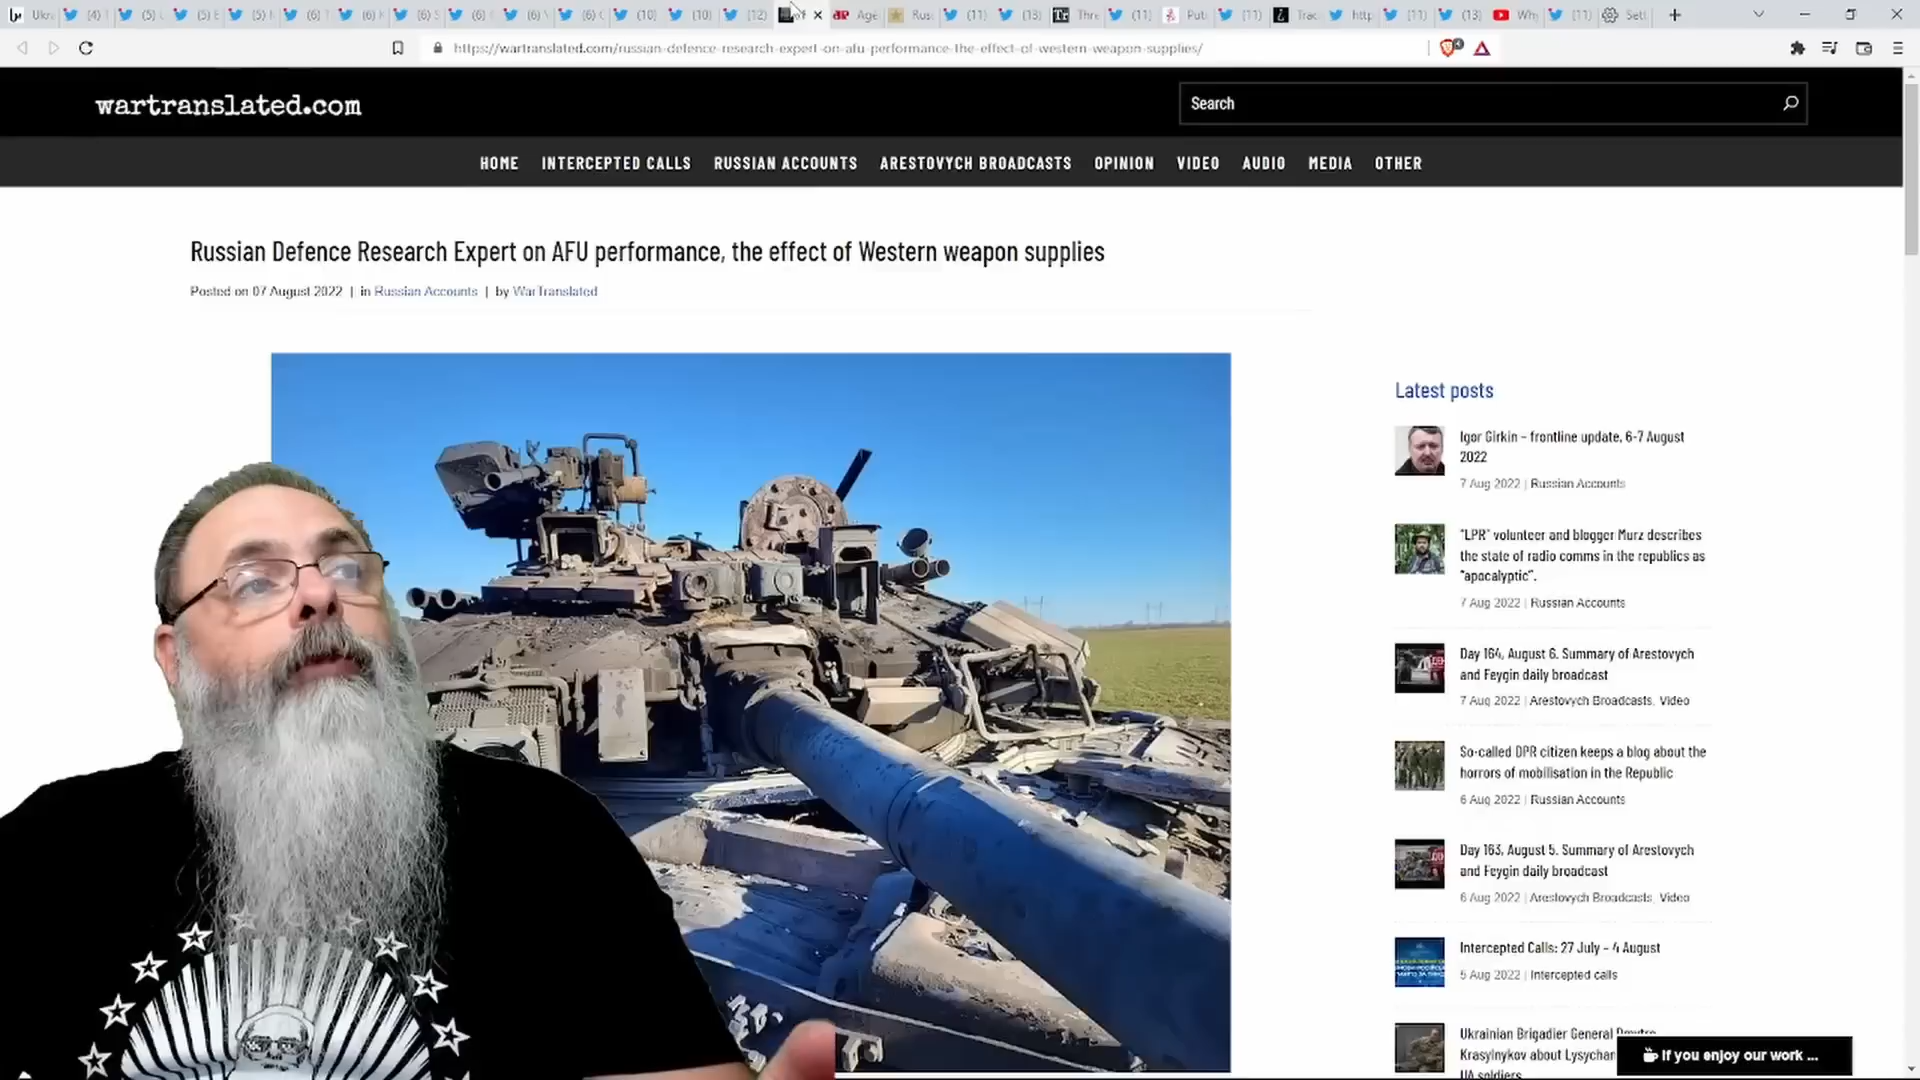 https://wartranslated.com/russian-defence-research-expert-on-afu-performance-the-effect-of-western-weapon-supplies/
wartranslated.com
Search
HOME INTERCEPTED CALLS RUSSIAN ACCOUNTS ARESTOVYCH BROADCASTS OPINION VIDEO AUDIO MEDIA OTHER
Russian Defence Research Expert on AFU performance, the effect of Western weapon supplies
Posted on 07 August 2022 | in Russian Accounts | by WarTranslated
Latest posts
Igor Girkin – frontline update, 6-7 August
2022
7 Aug 2022 | Russian Accounts
"LPR" volunteer and blogger Murz describes
the state of radio comms in the republics as
"apocalyptic".
7 Aug 2022 | Russian Accounts
Day 164, August 6. Summary of Arestovych
and Feygin daily broadcast
7 Aug 2022 | Arestovych Broadcasts, Video
So-called DPR citizen keeps a blog about the
horrors of mobilisation in the Republic
6 Aug 2022 | Russian Accounts
Day 163, August 5. Summary of Arestovych
and Feygin daily broadcast
6 Aug 2022 | Arestovych Broadcasts, Video
Intercepted Calls: 27 July – 4 August
5 Aug 2022 | Intercepted calls
Ukrainian Brigadier General
Krasylnykov about Lysychan
UA soldiers
If you enjoy our work ...